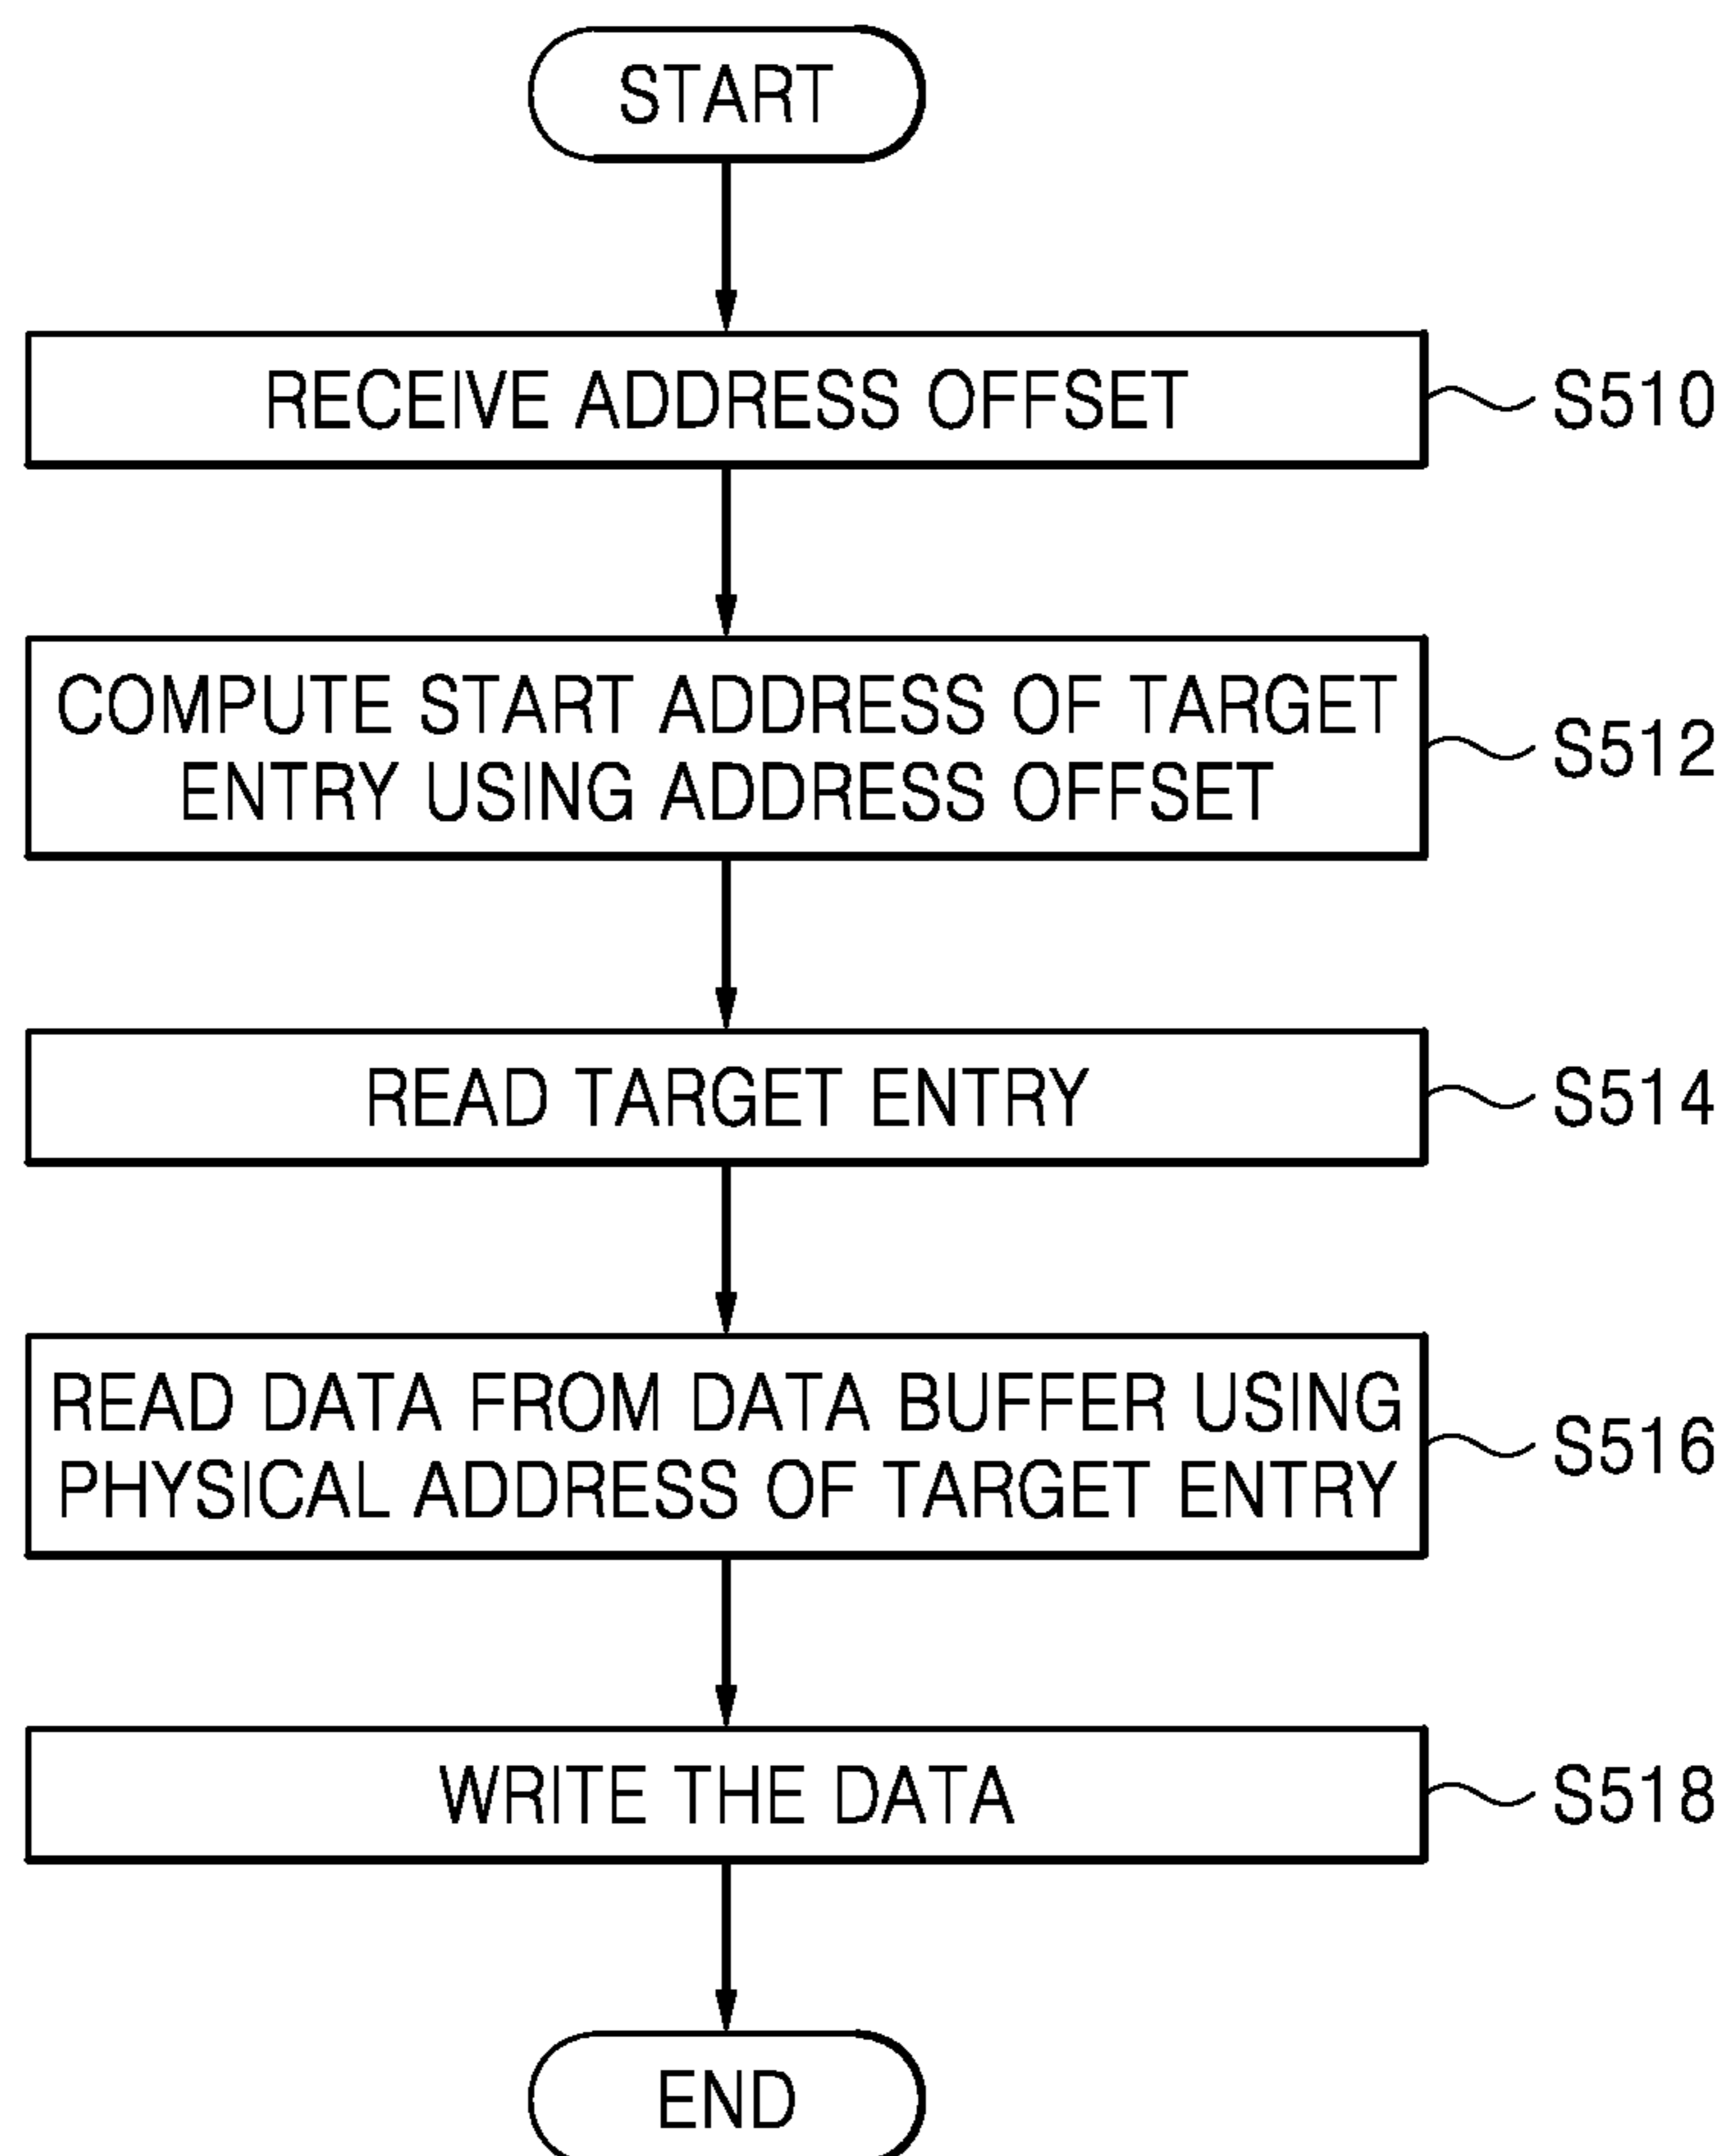 START
RECEIVE ADDRESS OFFSET
S510
COMPUTE START ADDRESS OF TARGET
ENTRY USING ADDRESS OFFSET
S512
READ TARGET ENTRY
S514
READ DATA FROM DATA BUFFER USING
PHYSICAL ADDRESS OF TARGET ENTRY
S516
WRITE THE DATA
S518
END